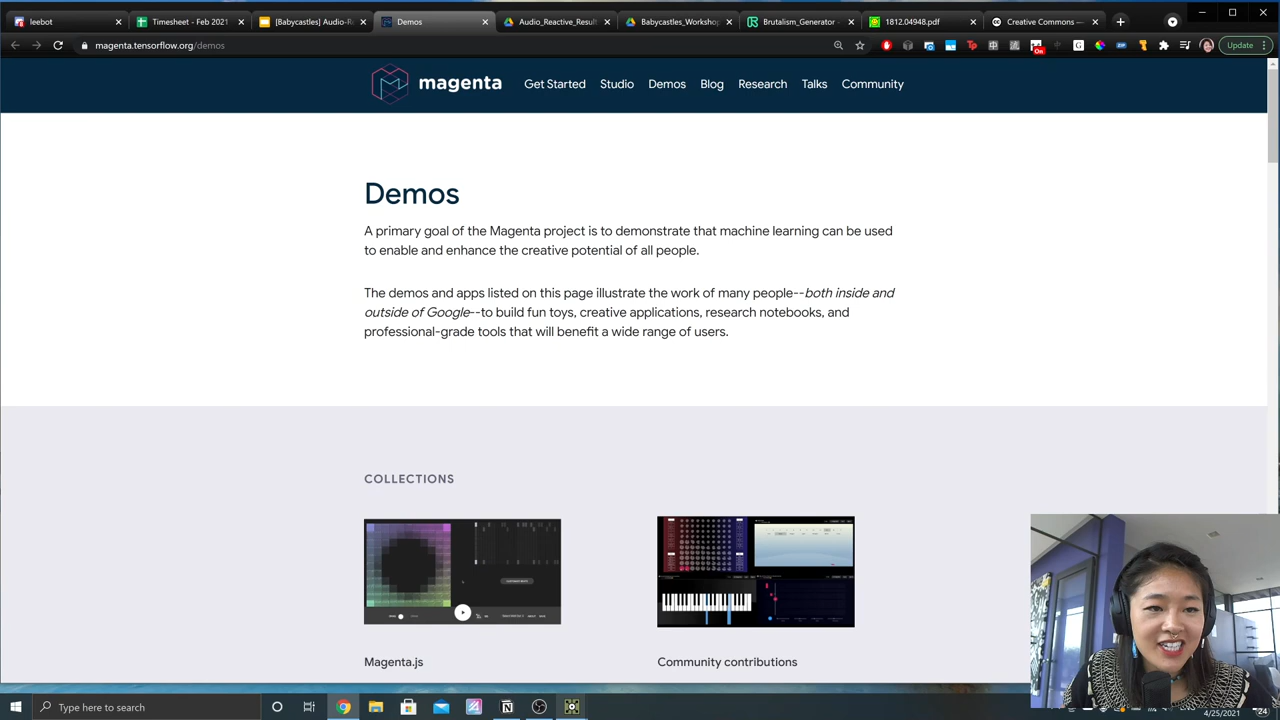 leebot
Timesheet - Feb 2021
[Babycastles] Audio-R
Demos
Audio_Reactive_Result
Babycastles_Workshop
Brutalism_Generator -
1812.04948.pdf
Creative Commons —
magenta.tensorflow.org/demos
Update
magenta
Get Started
Studio
Demos
Blog
Research
Talks
Community
Demos
A primary goal of the Magenta project is to demonstrate that machine learning can be used
to enable and enhance the creative potential of all people.
The demos and apps listed on this page illustrate the work of many people--both inside and
outside of Google--to build fun toys, creative applications, research notebooks, and
professional-grade tools that will benefit a wide range of users.
COLLECTIONS
Magenta.js
Community contributions
Type here to search
4/25/2021